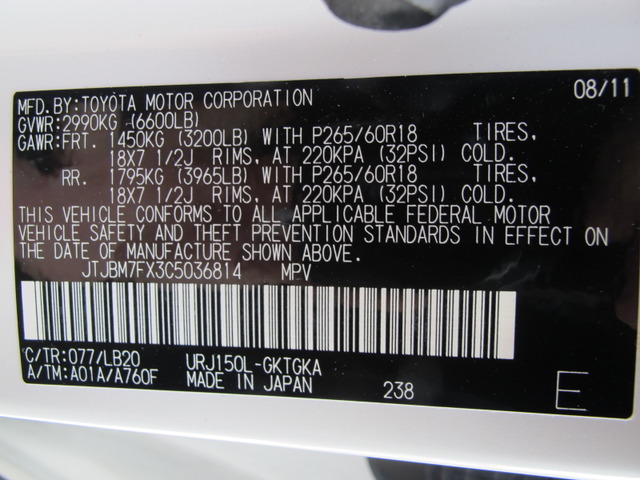 MFD. BY:TOYOTA MOTOR CORPORATION 08/11
GVWR:2990KG (6600LB)
GAWR:FRT. 1450KG (3200LB) WITH P265/60R18 TIRES,
18X7 1/2J RIMS, AT 220KPA (32PSI) COLD.
RR. 1795KG (3965LB) WITH P265/60R18 TIRES,
18X7 1/2J RIMS, AT 220KPA (32PSI) COLD.
THIS VEHICLE CONFORMS TO ALL APPLICABLE FEDERAL MOTOR
VEHICLE SAFETY AND THEFT PREVENTION STANDARDS IN EFFECT ON
THE DATE OF MANUFACTURE SHOWN ABOVE.
JTJBM7FX3C5036814 MPV
C/TR:077/LB20 URJ150L-GKTGKA
A/TM:A01A/A760F MADE IN JAPAN 238 E